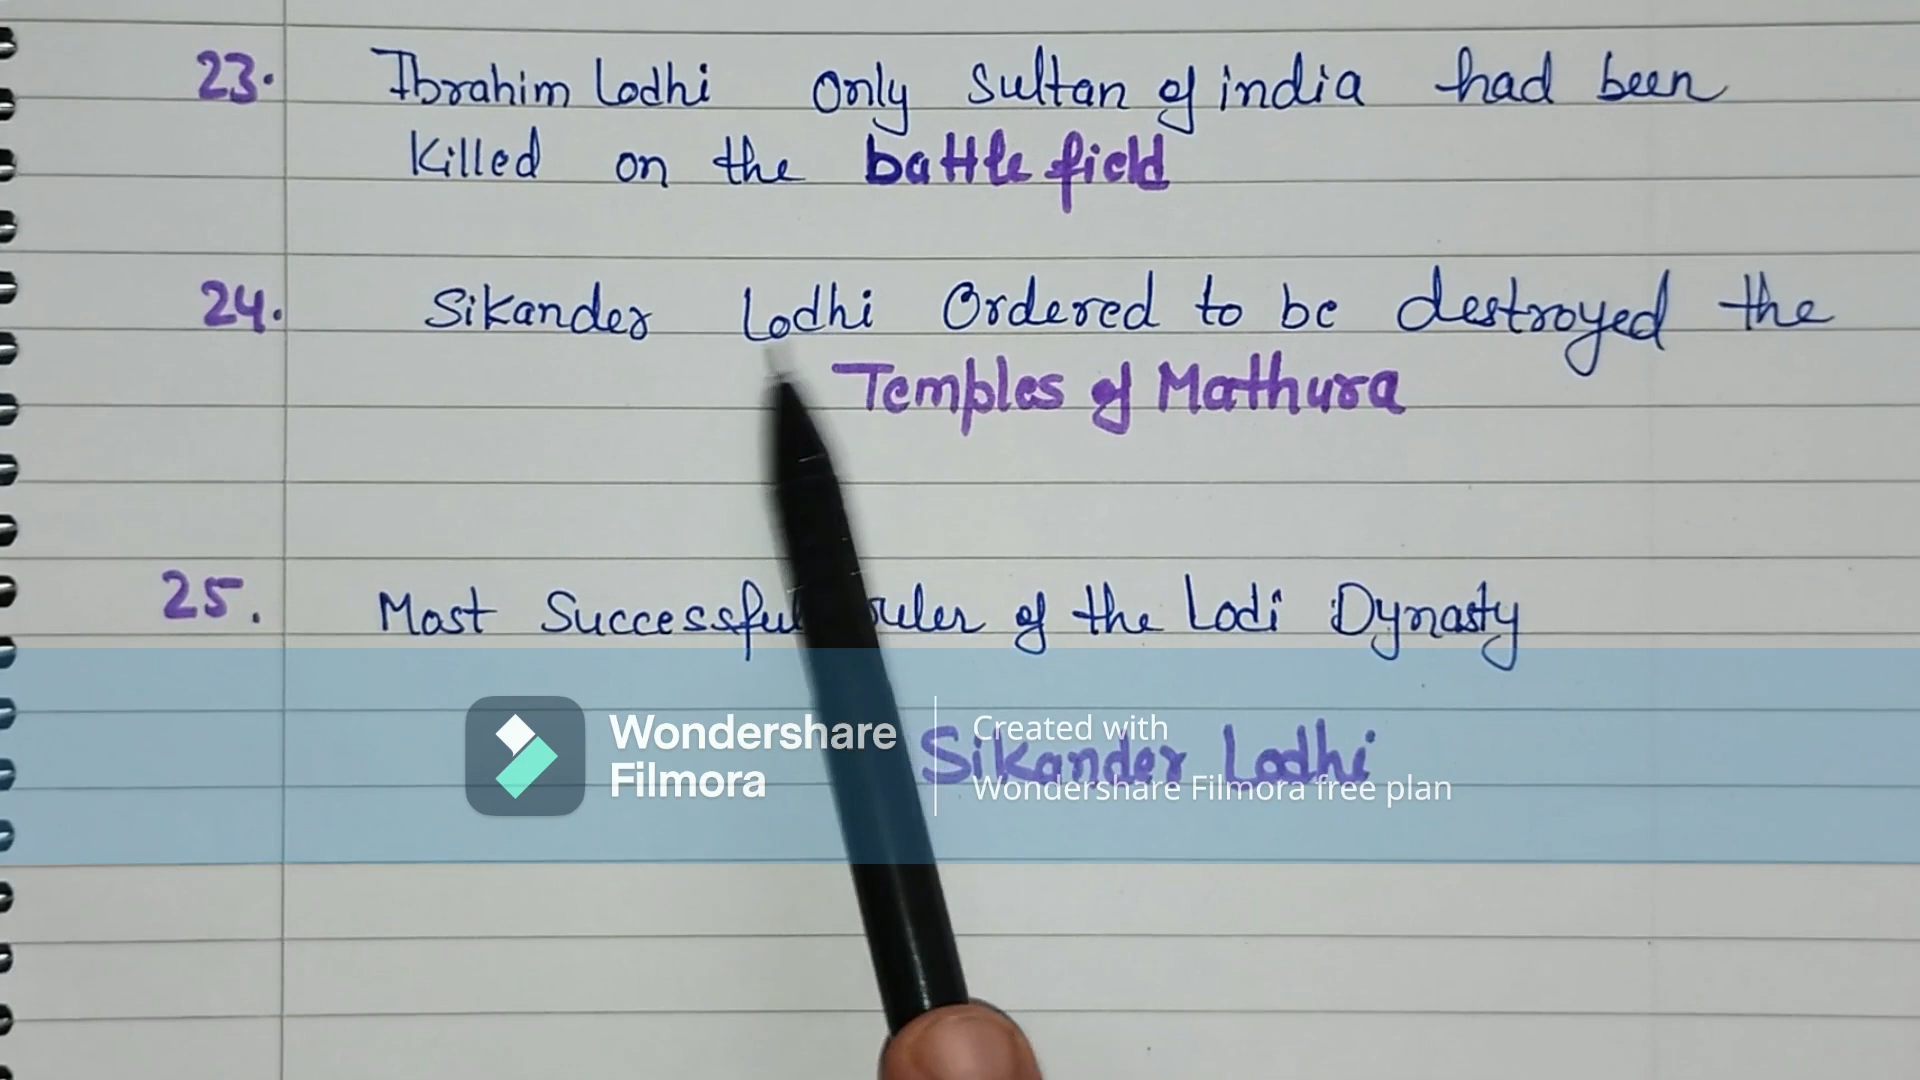 23. Ibrahim Lodhi only Sultan of india had been
Killed on the battle field
24. Sikander Lodhi Ordered to be destroyed the
Temples of Mathura
25. Most Successful ruler of the Lodi Dynasty
Sikander Lodhi
Wondershare
Filmora
Created with
Wondershare Filmora free plan